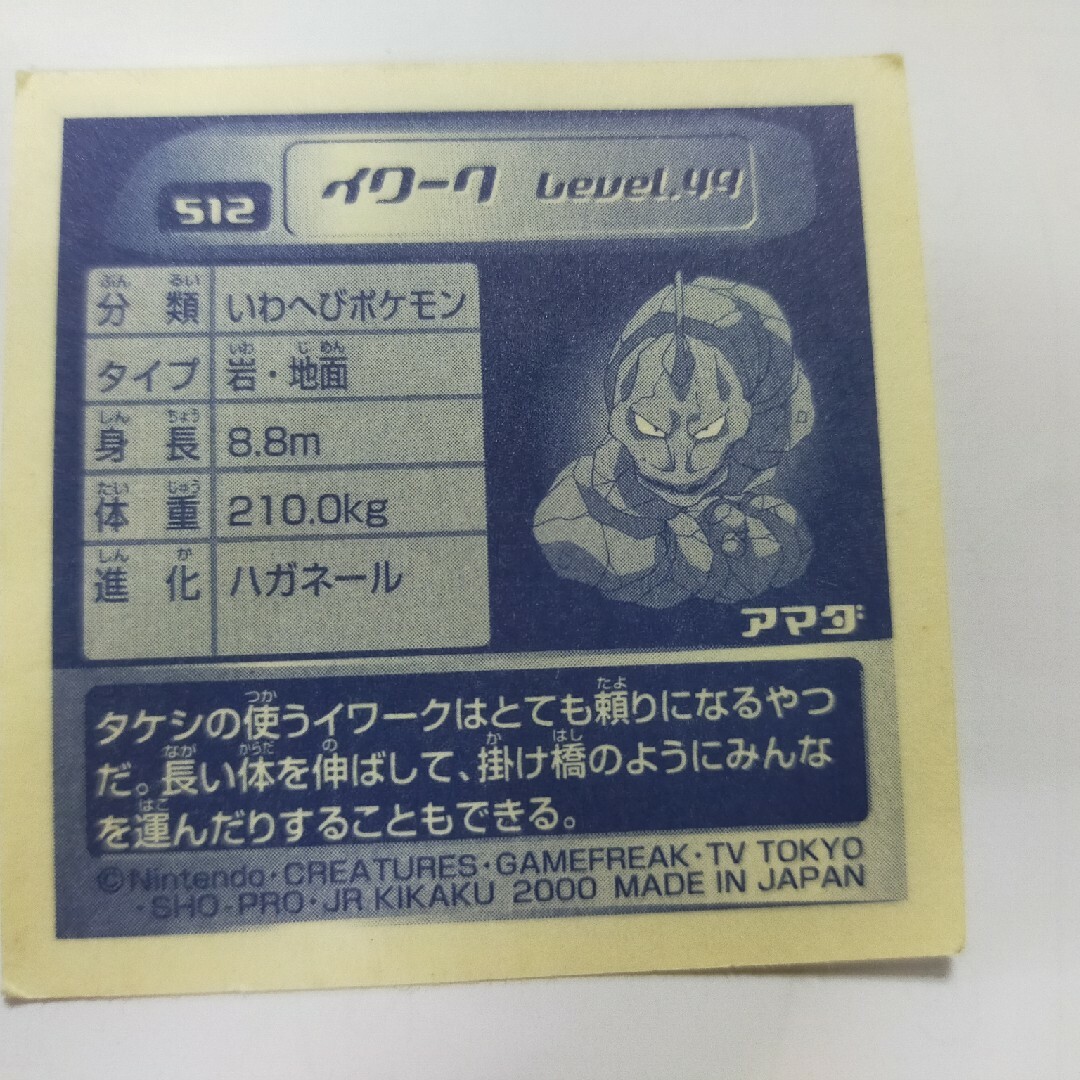 512 イワーク Level.49
分類 いわへびポケモン
タイプ 岩・地面
身長 8.8m
体重 210.0kg
進化 ハガネール
アマダ
タケシの使うイワークはとても頼りになるやつ
だ。長い体を伸ばして、掛け橋のようにみんな
を運んだりすることもできる。
©Nintendo・CREATURES・GAMEFREAK・TV TOKYO
・SHO-PRO・JR KIKAKU 2000 MADE IN JAPAN